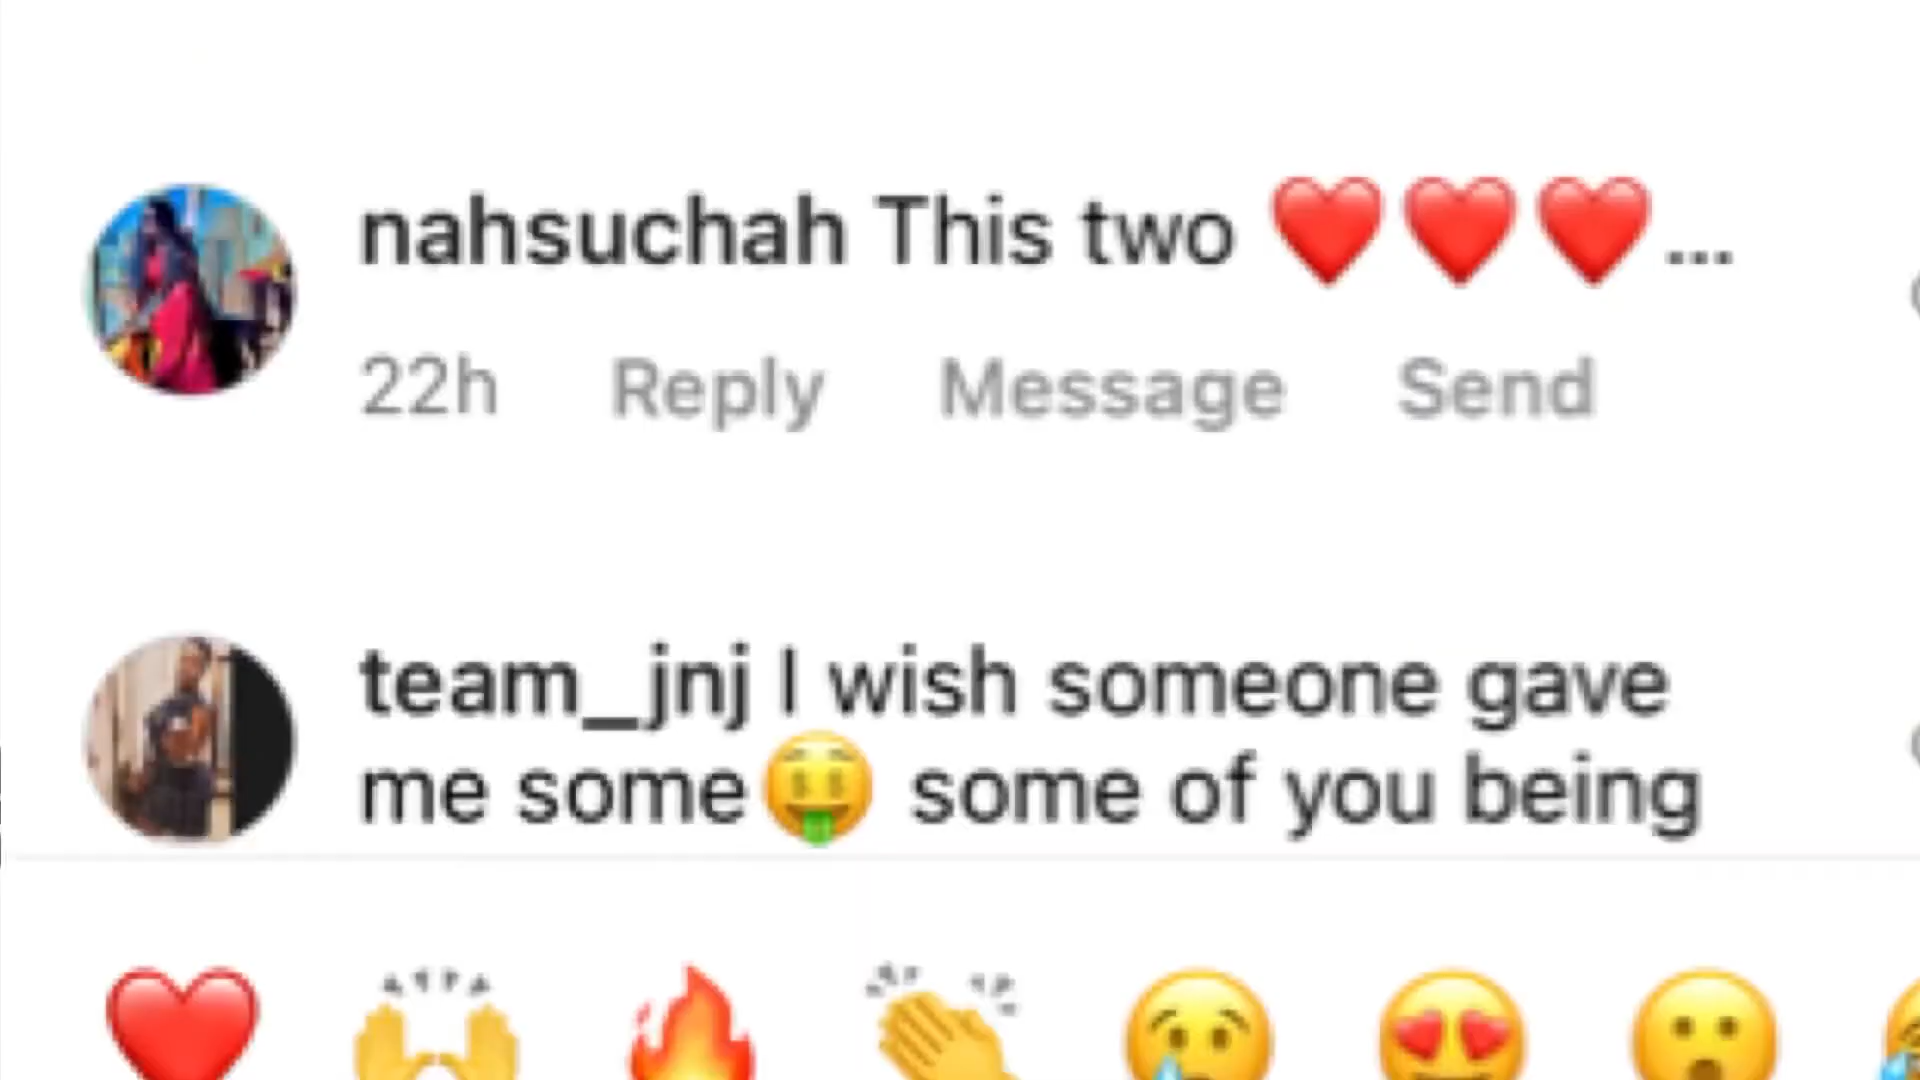 nahsuchah This two ❤️❤️❤️...
22h Reply Message Send
team_jnj I wish someone gave
me some🤑 some of you being